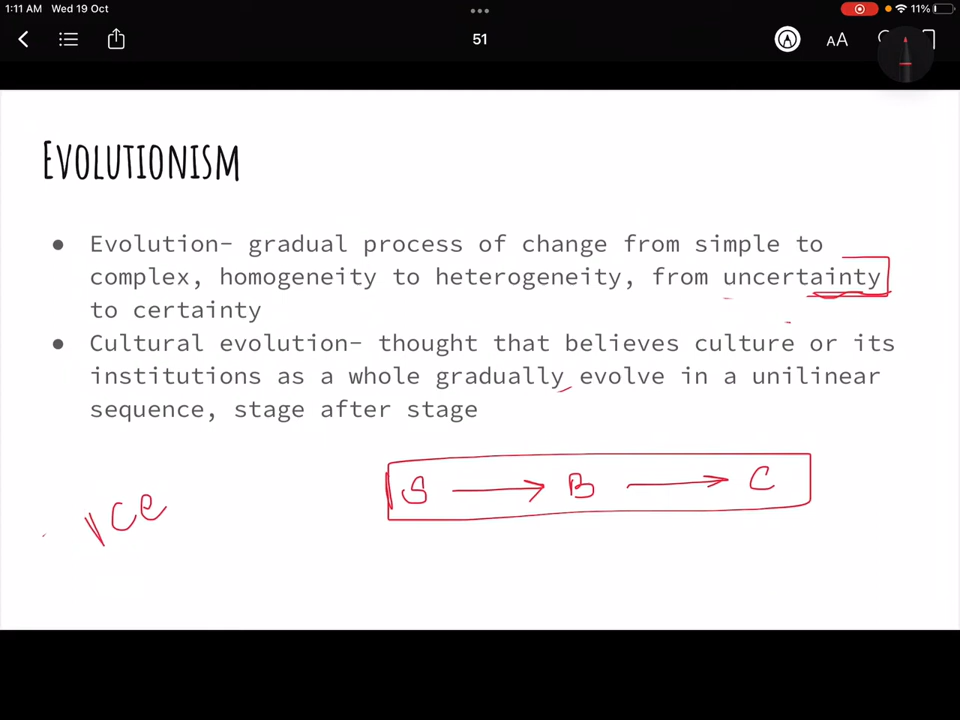 1:11 AM Wed 19 Oct
11%
51
AA
EVOLUTIONISM
● Evolution- gradual process of change from simple to
complex, homogeneity to heterogeneity, from uncertainty
to certainty
● Cultural evolution- thought that believes culture or its
institutions as a whole gradually evolve in a unilinear
sequence, stage after stage
S → B → C
ce